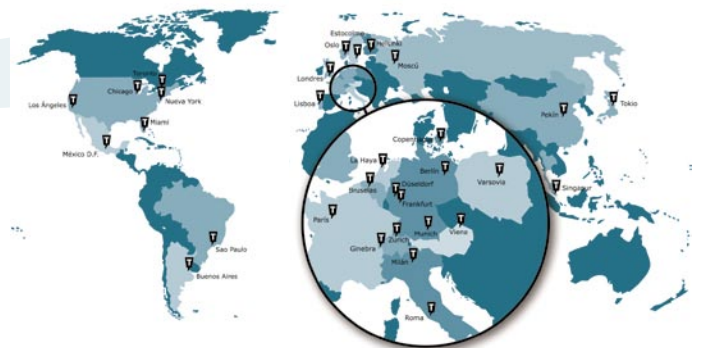 Estocolmo
Oslo
Helsinki
Moscú
Londres
Lisboa
Toronto
Chicago
Nueva York
Los Ángeles
Miami
México D.F.
Sao Paulo
Buenos Aires
Pekín
Tokio
Singapur
Copenhague
La Haya
Berlín
Varsovia
Bruselas
Düseldorf
Frankfurt
París
Ginebra
Zurich
Munich
Viena
Milán
Roma